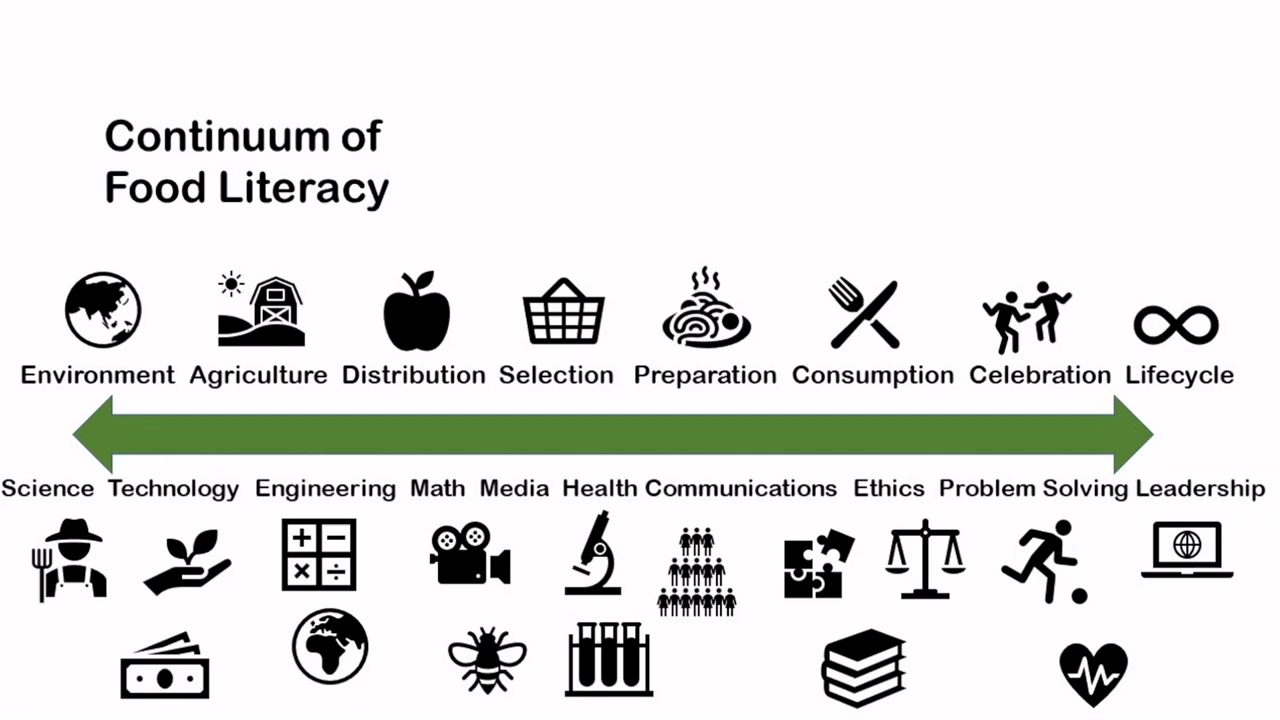 Continuum of
Food Literacy
Environment Agriculture Distribution Selection Preparation Consumption Celebration Lifecycle
Science Technology Engineering Math Media Health Communications Ethics Problem Solving Leadership